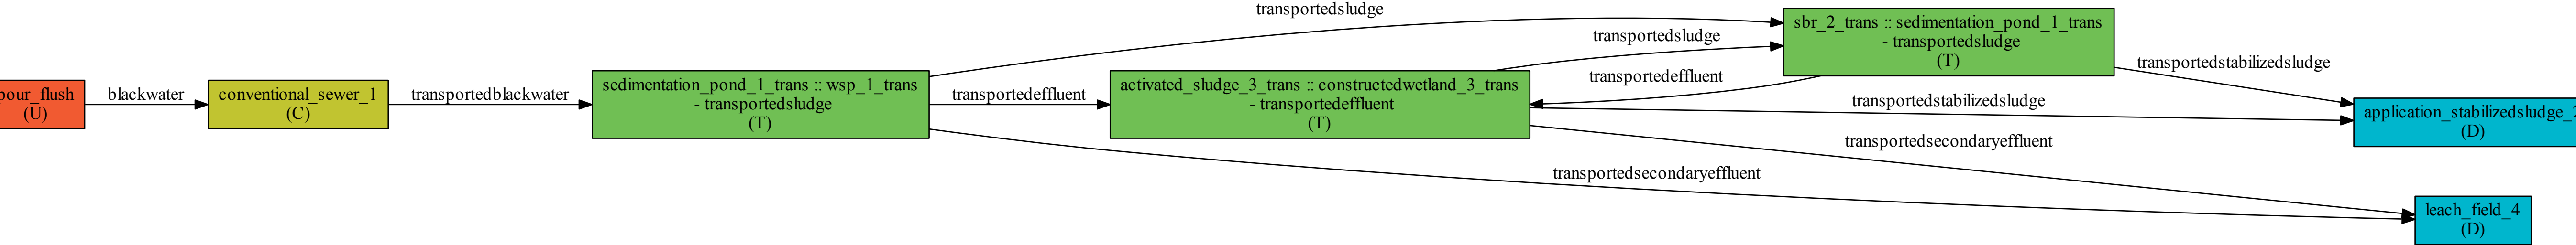 pour_flush
(U)
blackwater
conventional_sewer_1
(C)
transportedblackwater
sedimentation_pond_1_trans :: wsp_1_trans
- transportedsludge
(T)
transportedsludge
transportedeffluent
transportedsecondaryeffluent
activated_sludge_3_trans :: constructedwetland_3_trans
- transportedeffluent
(T)
transportedsludge
transportedeffluent
transportedstabilizedsludge
transportedsecondaryeffluent
sbr_2_trans :: sedimentation_pond_1_trans
- transportedsludge
(T)
transportedstabilizedsludge
application_stabilizedsludge_2
(D)
leach_field_4
(D)